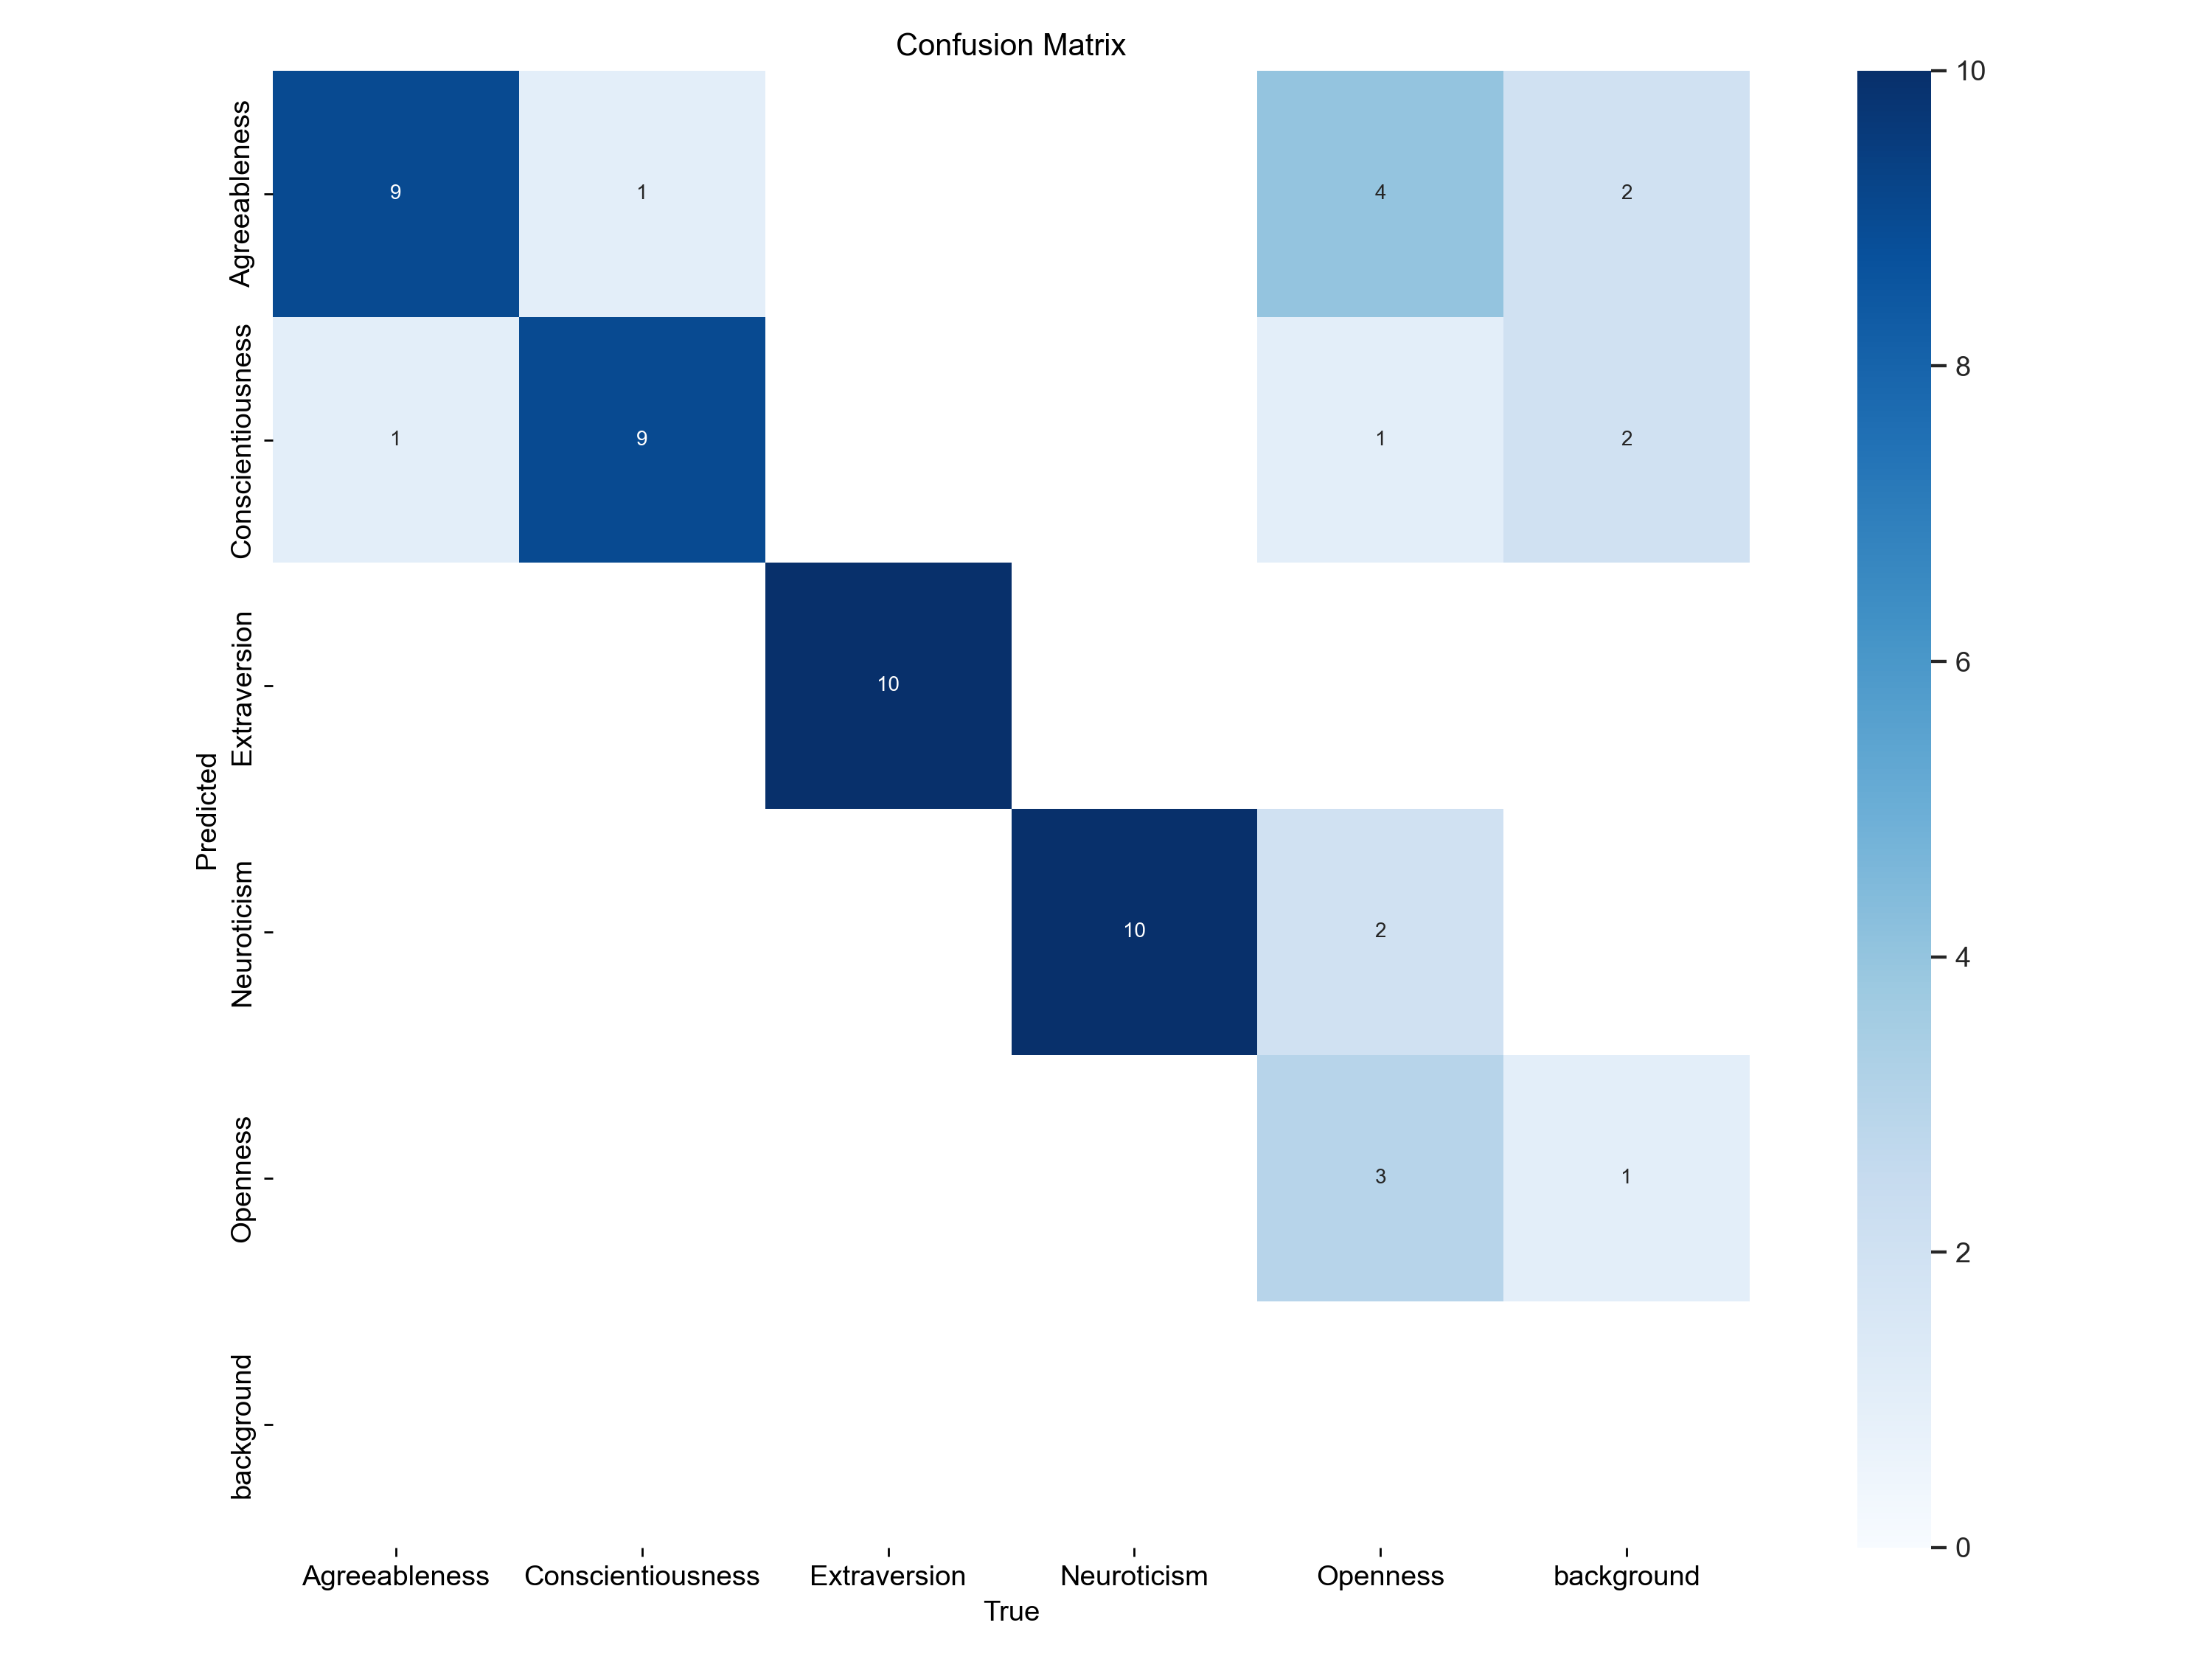 Confusion Matrix
Agreeableness
9
1
4
2
Conscientiousness
1
9
1
2
Extraversion
10
Neuroticism
10
2
Openness
3
1
background
Predicted
Agreeableness
Conscientiousness
Extraversion
Neuroticism
Openness
background
True
10
8
6
4
2
0